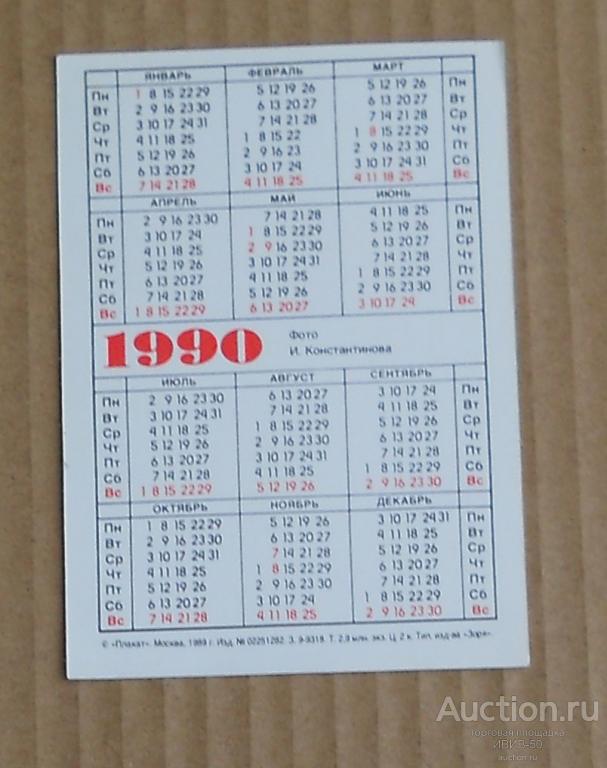 ЯНВАРЬ ФЕВРАЛЬ МАРТ
Пн 1 8 15 22 29 5 12 19 26 5 12 19 26 Пн
Вт 2 9 16 23 30 6 13 20 27 6 13 20 27 Вт
Ср 3 10 17 24 31 7 14 21 28 7 14 21 28 Ср
Чт 4 11 18 25 1 8 15 22 1 8 15 22 29 Чт
Пт 5 12 19 26 2 9 16 23 2 9 16 23 30 Пт
Сб 6 13 20 27 3 10 17 24 3 10 17 24 31 Сб
Вс 7 14 21 28 4 11 18 25 4 11 18 25 Вс
АПРЕЛЬ МАЙ ИЮНЬ
Пн 2 9 16 23 30 7 14 21 28 4 11 18 25 Пн
Вт 3 10 17 24 1 8 15 22 29 5 12 19 26 Вт
Ср 4 11 18 25 2 9 16 23 30 6 13 20 27 Ср
Чт 5 12 19 26 3 10 17 24 31 7 14 21 28 Чт
Пт 6 13 20 27 4 11 18 25 1 8 15 22 29 Пт
Сб 7 14 21 28 5 12 19 26 2 9 16 23 30 Сб
Вс 1 8 15 22 29 6 13 20 27 3 10 17 24 Вс
1990
Фото
И. Константинова
ИЮЛЬ АВГУСТ СЕНТЯБРЬ
Пн 2 9 16 23 30 6 13 20 27 3 10 17 24 Пн
Вт 3 10 17 24 31 7 14 21 28 4 11 18 25 Вт
Ср 4 11 18 25 1 8 15 22 29 5 12 19 26 Ср
Чт 5 12 19 26 2 9 16 23 30 6 13 20 27 Чт
Пт 6 13 20 27 3 10 17 24 31 7 14 21 28 Пт
Сб 7 14 21 28 4 11 18 25 1 8 15 22 29 Сб
Вс 1 8 15 22 29 5 12 19 26 2 9 16 23 30 Вс
ОКТЯБРЬ НОЯБРЬ ДЕКАБРЬ
Пн 1 8 15 22 29 5 12 19 26 3 10 17 24 31 Пн
Вт 2 9 16 23 30 6 13 20 27 4 11 18 25 Вт
Ср 3 10 17 24 31 7 14 21 28 5 12 19 26 Ср
Чт 4 11 18 25 1 8 15 22 29 6 13 20 27 Чт
Пт 5 12 19 26 2 9 16 23 30 7 14 21 28 Пт
Сб 6 13 20 27 3 10 17 24 1 8 15 22 29 Сб
Вс 7 14 21 28 4 11 18 25 2 9 16 23 30 Вс
© «Плакат». Москва, 1989 г. Изд. № 02251282. З. 9-9318. Т. 2,9 млн. экз. Ц. 2 к. Тип. изд-ва «Зоря».
Auction.ru
торговая площадка
ИВИВ-50
auction.ru